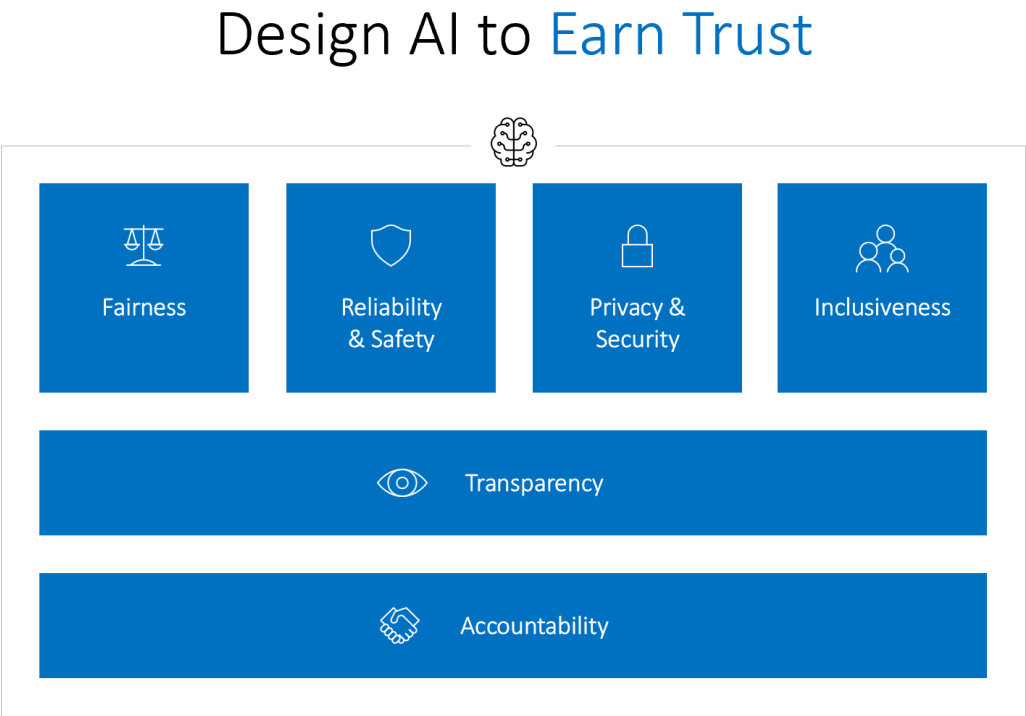 Design AI to Earn Trust
Fairness
Reliability
& Safety
Privacy &
Security
Inclusiveness
Transparency
Accountability